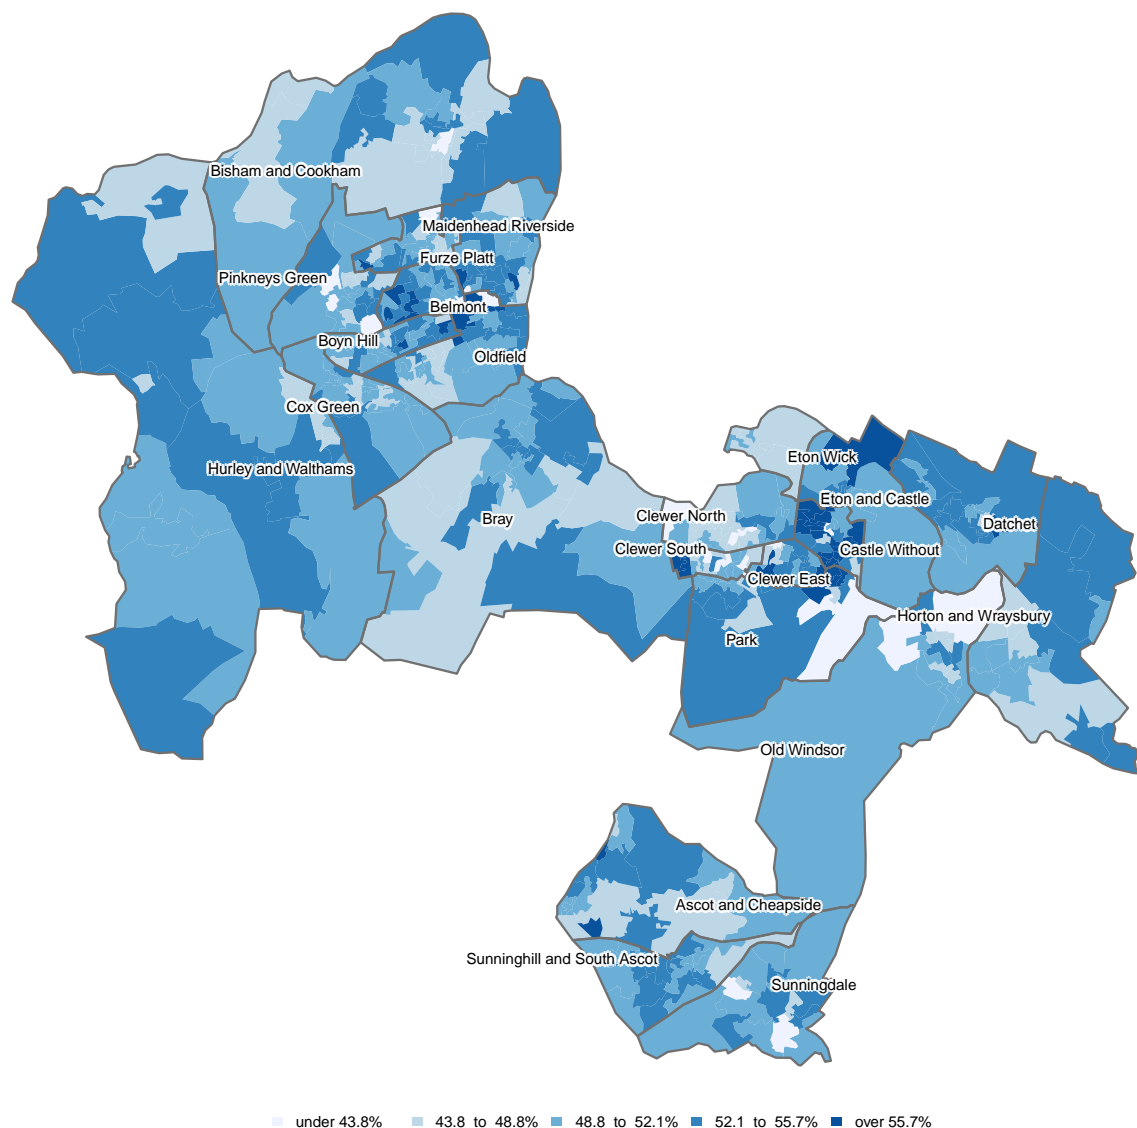 Bisham and Cookham
Maidenhead Riverside
Furze Platt
Pinkneys Green
Belmont
Boyn Hill
Oldfield
Cox Green
Hurley and Walthams
Bray
Eton Wick
Eton and Castle
Clewer North
Datchet
Clewer South
Castle Without
Clewer East
Horton and Wraysbury
Park
Old Windsor
Ascot and Cheapside
Sunninghill and South Ascot
Sunningdale
under 43.8% 43.8 to 48.8% 48.8 to 52.1% 52.1 to 55.7% over 55.7%